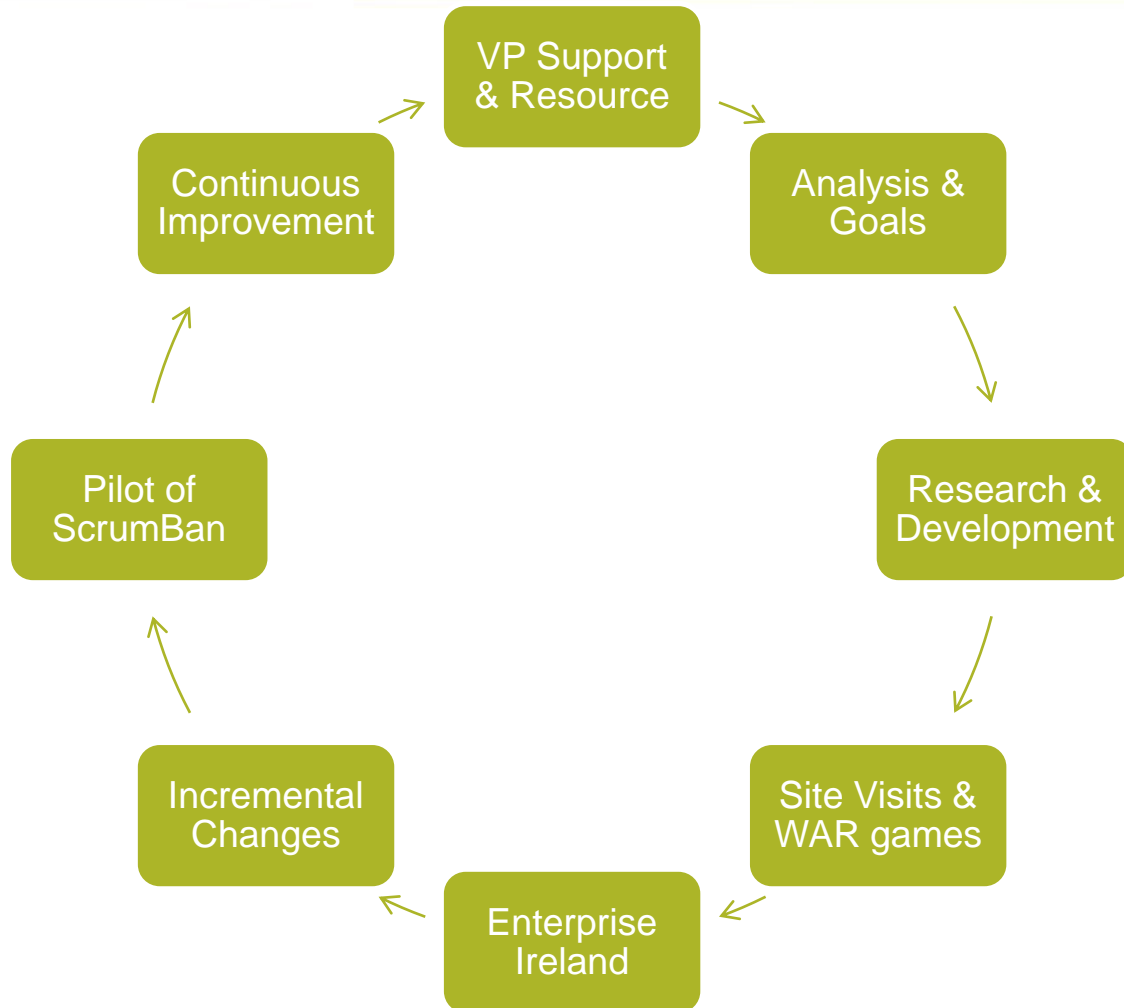 VP Support
& Resource
Analysis &
Goals
Research &
Development
Site Visits &
WAR games
Enterprise
Ireland
Incremental
Changes
Pilot of
ScrumBan
Continuous
Improvement